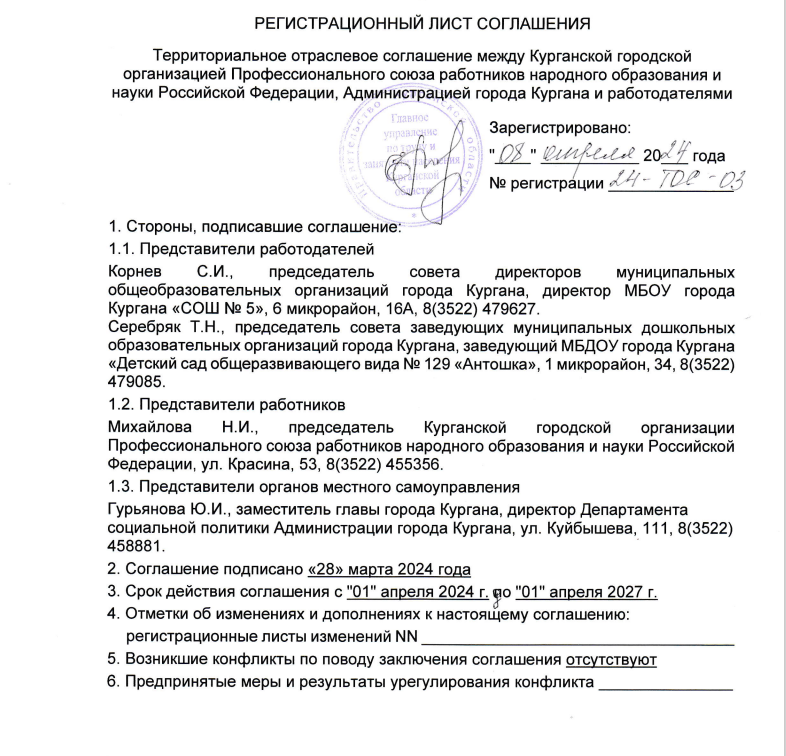 РЕГИСТРАЦИОННЫЙ ЛИСТ СОГЛАШЕНИЯ
Территориальное отраслевое соглашение между Курганской городской
организацией Профессионального союза работников народного образования и
науки Российской Федерации, Администрацией города Кургана и работодателями
Главное
управление
по труду и
занятости населения
Курганской
области
Зарегистрировано:
"08" апреля 2024 года
№ регистрации 24-ТОС-03
1. Стороны, подписавшие соглашение:
1.1. Представители работодателей
Корнев С.И., председатель совета директоров муниципальных
общеобразовательных организаций города Кургана, директор МБОУ города
Кургана «СОШ № 5», 6 микрорайон, 16А, 8(3522) 479627.
Серебряк Т.Н., председатель совета заведующих муниципальных дошкольных
образовательных организаций города Кургана, заведующий МБДОУ города Кургана
«Детский сад общеразвивающего вида № 129 «Антошка», 1 микрорайон, 34, 8(3522)
479085.
1.2. Представители работников
Михайлова Н.И., председатель Курганской городской организации
Профессионального союза работников народного образования и науки Российской
Федерации, ул. Красина, 53, 8(3522) 455356.
1.3. Представители органов местного самоуправления
Гурьянова Ю.И., заместитель главы города Кургана, директор Департамента
социальной политики Администрации города Кургана, ул. Куйбышева, 111, 8(3522)
458881.
2. Соглашение подписано «28» марта 2024 года
3. Срок действия соглашения с "01" апреля 2024 г. по "01" апреля 2027 г.
4. Отметки об изменениях и дополнениях к настоящему соглашению:
регистрационные листы изменений NN
5. Возникшие конфликты по поводу заключения соглашения отсутствуют
6. Предпринятые меры и результаты урегулирования конфликта